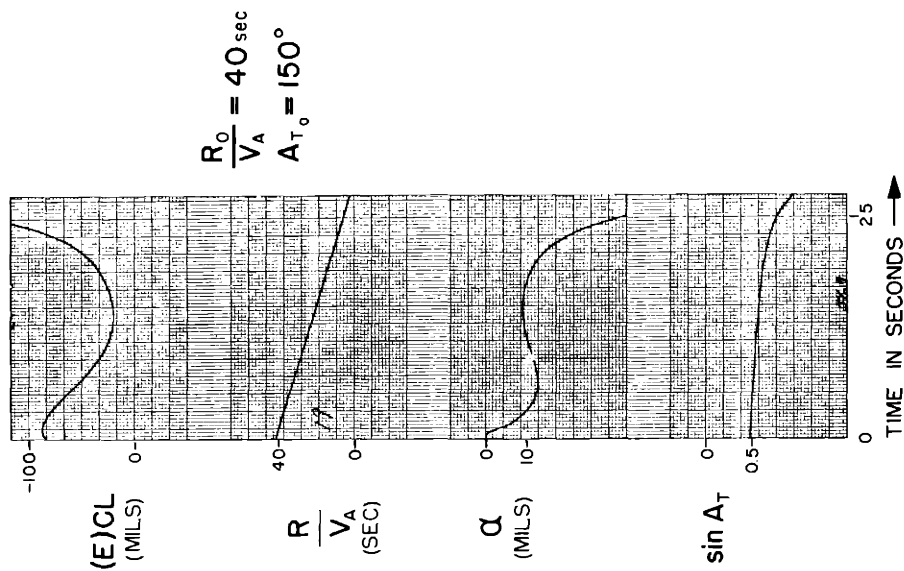 R₀/V_A = 40 sec
A_T₀ = 150°
(E)CL
(MILS)
-100
0
R/V_A
(SEC)
40
0
α
(MILS)
0
10
sin A_T
0
0.5
0
25
TIME IN SECONDS →